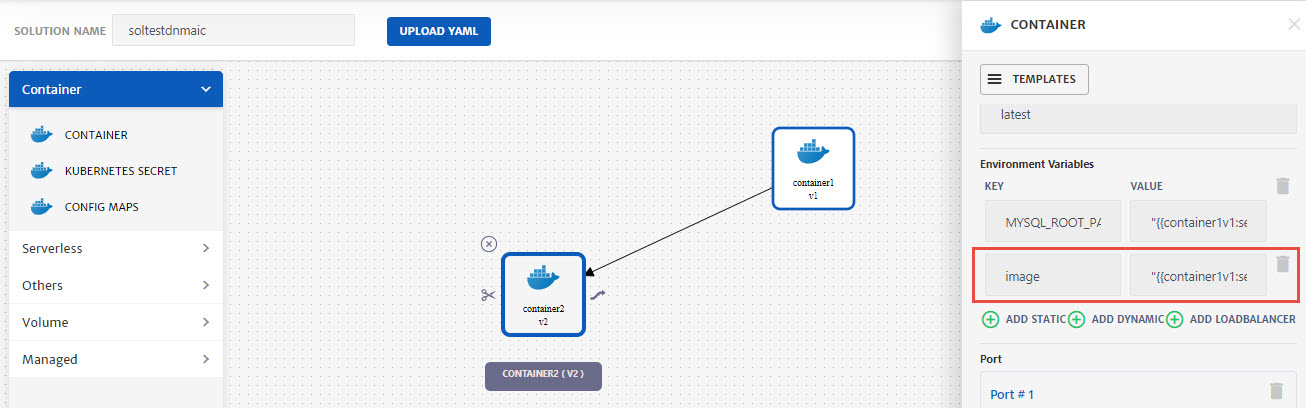 SOLUTION NAME
soltestdnmaic
UPLOAD YAML
Container
CONTAINER
KUBERNETES SECRET
CONFIG MAPS
Serverless
Others
Volume
Managed
container1
v1
container2
v2
CONTAINER2 ( V2 )
CONTAINER
TEMPLATES
latest
Environment Variables
KEY VALUE
MYSQL_ROOT_PA "{{container1v1:se
image "{{container1v1:se
ADD STATIC ADD DYNAMIC ADD LOADBALANCER
Port
Port # 1